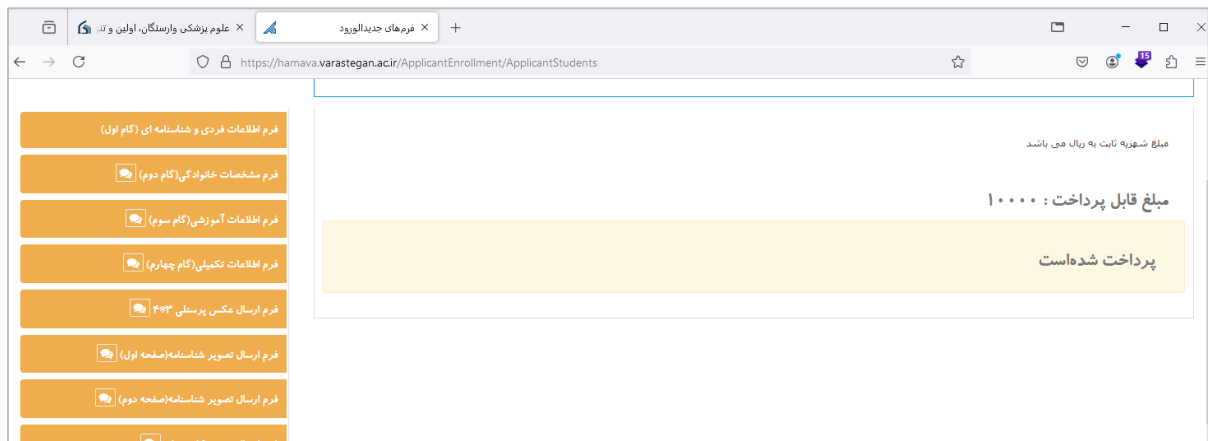 علوم پزشکی وارستگان، اولین و تنها
فرم‌های جدیدالورود
https://hamava.varastegan.ac.ir/ApplicantEnrollment/ApplicantStudents
15
مبلغ شهریه ثابت به ریال می باشد
مبلغ قابل پرداخت : ۱۰۰۰۰
پرداخت شده‌است
فرم اطلاعات فردی و شناسنامه ای (گام اول)
فرم مشخصات خانوادگی(گام دوم)
فرم اطلاعات آموزشی(گام سوم)
فرم اطلاعات تکمیلی(گام چهارم)
فرم ارسال عکس پرسنلی ۳*۴
فرم ارسال تصویر شناسنامه(صفحه اول)
فرم ارسال تصویر شناسنامه(صفحه دوم)